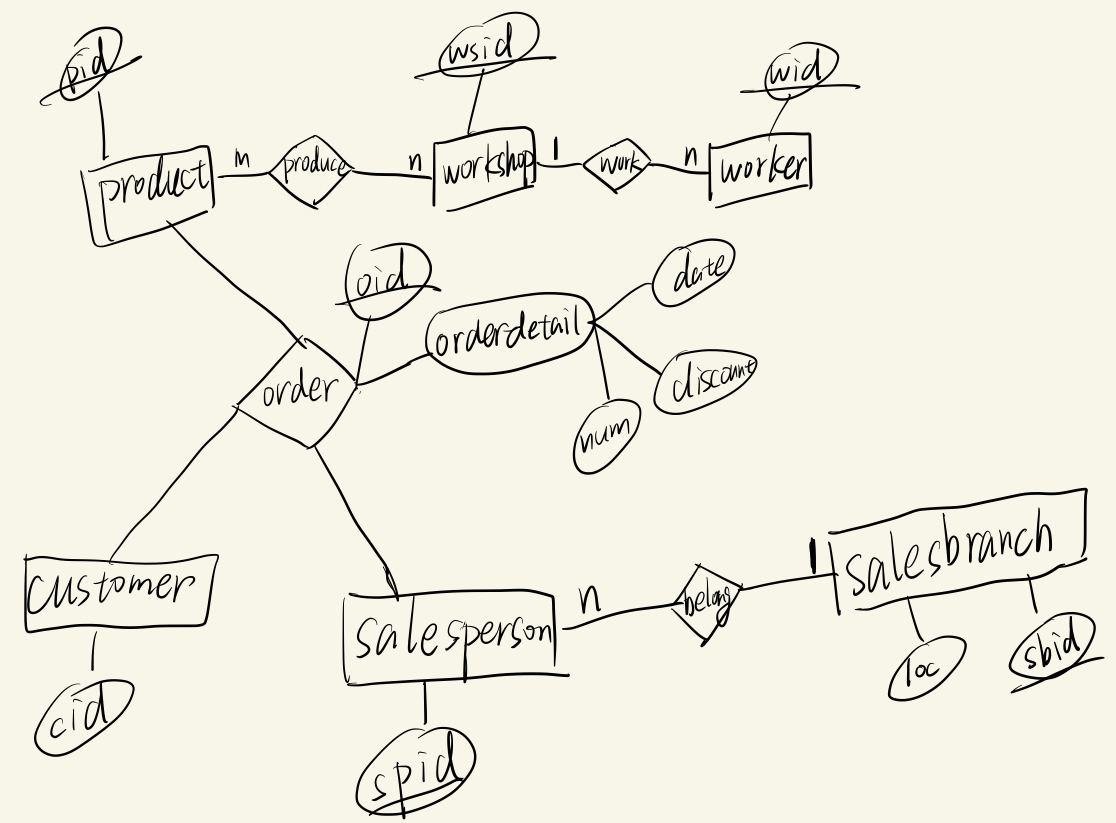 pid
wsid
wid
product
m
produce
n
workshop
1
work
n
worker
oid
orderdetail
date
discount
num
order
customer
cid
salesperson
spid
n
belong
1
salesbranch
loc
sbid